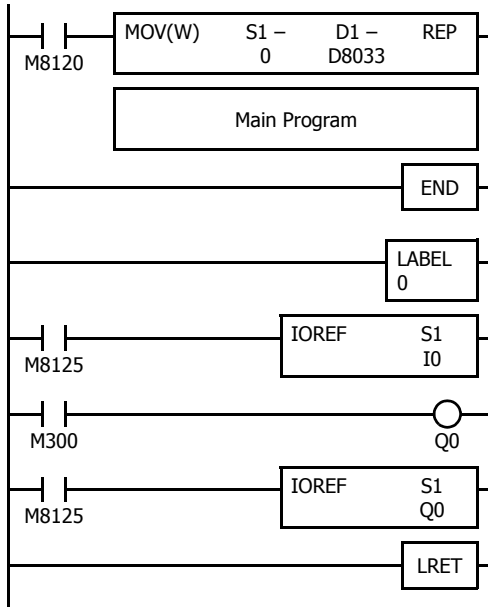 MOV(W) S1 – D1 – REP
0 D8033
M8120
Main Program
END
LABEL
0
IOREF S1
I0
M8125
M300
Q0
IOREF S1
Q0
M8125
LRET